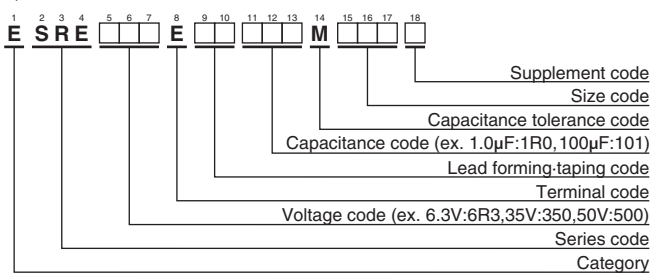 1 2 3 4 5 6 7 8 9 10 11 12 13 14 15 16 17 18
E SRE □□□ E □□ □□□ M □□□ □
Supplement code
Size code
Capacitance tolerance code
Capacitance code (ex. 1.0μF:1R0,100μF:101)
Lead forming·taping code
Terminal code
Voltage code (ex. 6.3V:6R3,35V:350,50V:500)
Series code
Category